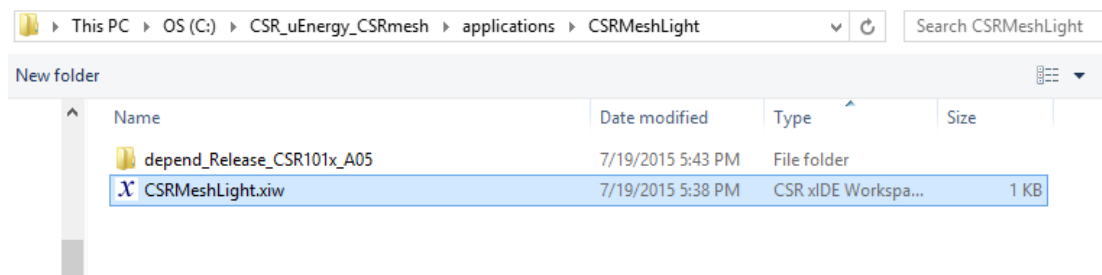 This PC OS (C:) CSR_uEnergy_CSRmesh applications CSRMeshLight Search CSRMeshLight
New folder
Name Date modified Type Size
depend_Release_CSR101x_A05 7/19/2015 5:43 PM File folder
CSRMeshLight.xiw 7/19/2015 5:38 PM CSR xIDE Workspa... 1 KB